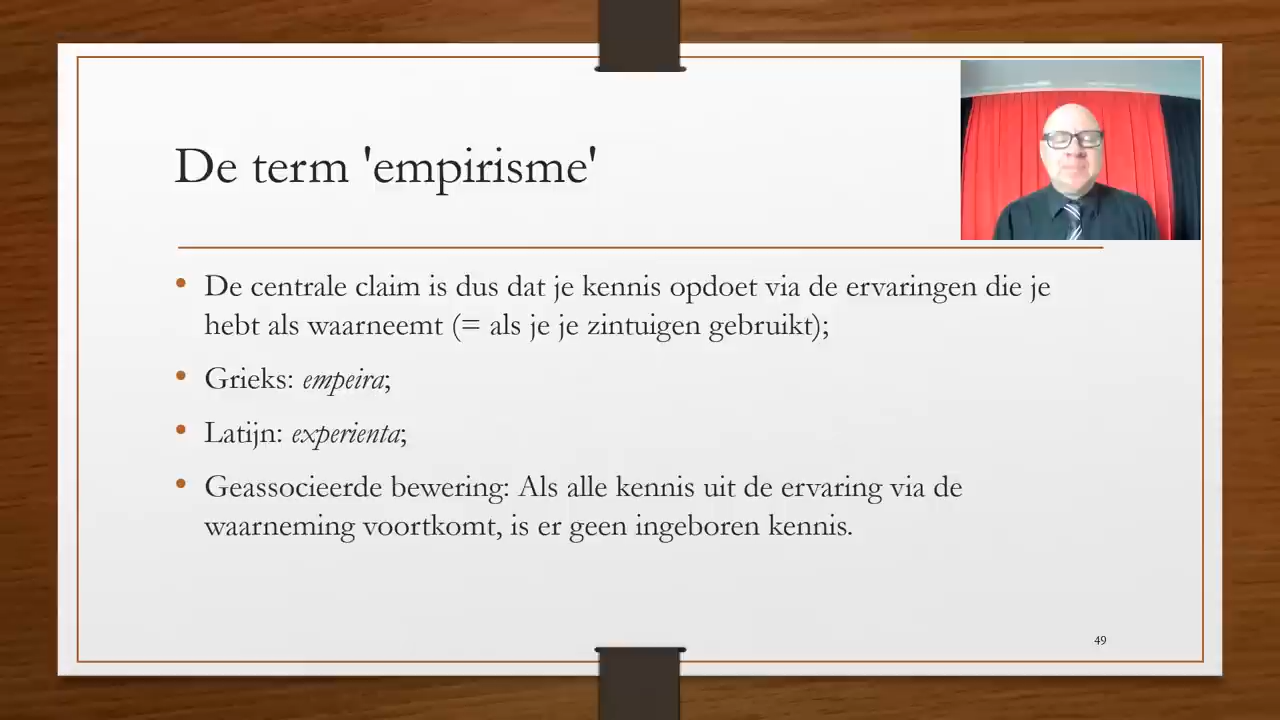 De term 'empirisme'
De centrale claim is dus dat je kennis opdoet via de ervaringen die je
hebt als waarneemt (= als je je zintuigen gebruikt);
Grieks: empeira;
Latijn: experienta;
Geassocieerde bewering: Als alle kennis uit de ervaring via de
waarneming voortkomt, is er geen ingeboren kennis.
49